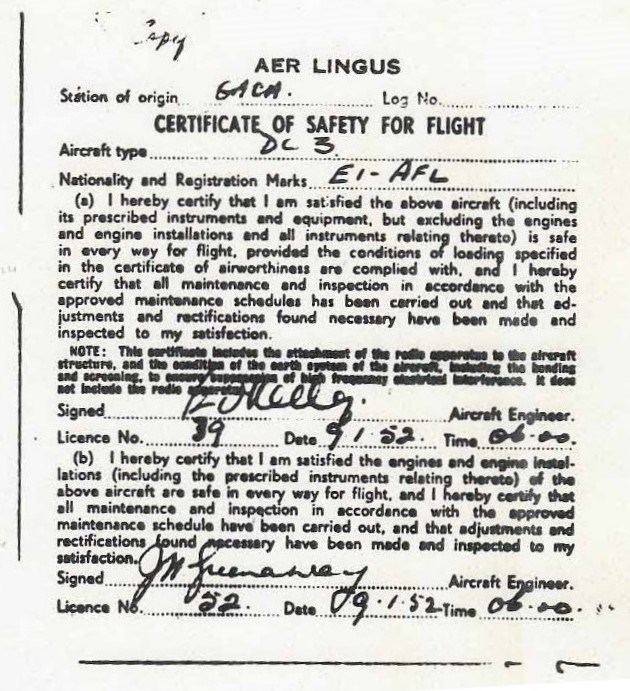 Copy
AER LINGUS
Station of origin GACA. Log No.
CERTIFICATE OF SAFETY FOR FLIGHT
Aircraft type DC 3
Nationality and Registration Marks EI-AFL
(a) I hereby certify that I am satisfied the above aircraft (including
its prescribed instruments and equipment, but excluding the engines
and engine installations and all instruments relating thereto) is safe
in every way for flight, provided the conditions of loading specified
in the certificate of airworthiness are complied with, and I hereby
certify that all maintenance and inspection in accordance with the
approved maintenance schedules has been carried out and that ad-
justments and rectifications found necessary have been made and
inspected to my satisfaction.
NOTE: This certificate includes the attachment of the radio apparatus to the aircraft
structure, and the condition of the earth system of the aircraft, including the bonding
and screening, to ensure suppression of high frequency electrical interference. It does
not include the radio
Signed Aircraft Engineer.
Licence No. 39 Date 9.1.52. Time 06.00.
(b) I hereby certify that I am satisfied the engines and engine instal-
lations (including the prescribed instruments relating thereto) of the
above aircraft are safe in every way for flight, and I hereby certify that
all maintenance and inspection in accordance with the approved
maintenance schedule have been carried out, and that adjustments and
rectifications found necessary have been made and inspected to my
satisfaction.
Signed Aircraft Engineer.
Licence No. 52. Date 9.1.52 Time 06.00.